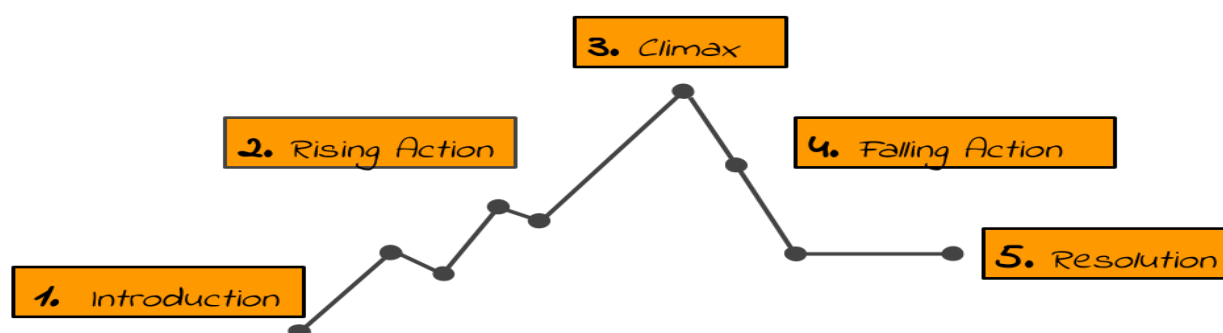 1. Introduction
2. Rising Action
3. Climax
4. Falling Action
5. Resolution